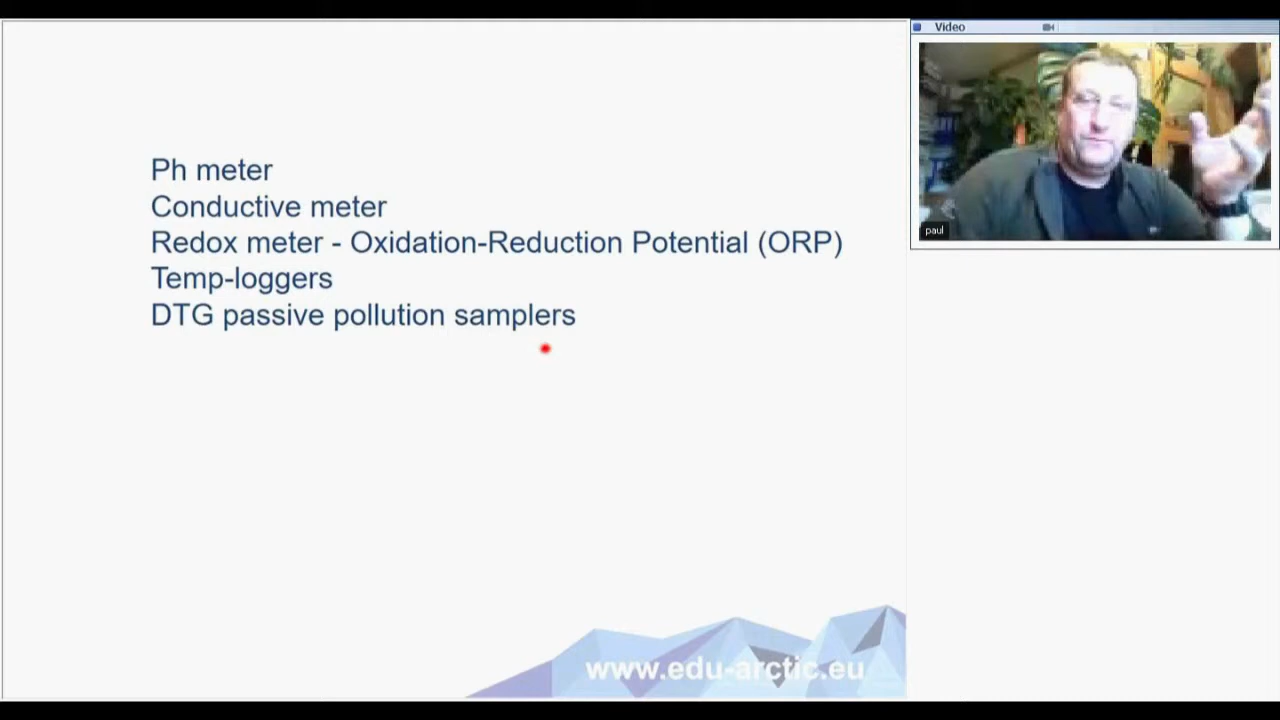 Ph meter
Conductive meter
Redox meter - Oxidation-Reduction Potential (ORP)
Temp-loggers
DTG passive pollution samplers
www.edu-arctic.eu
Video
paul